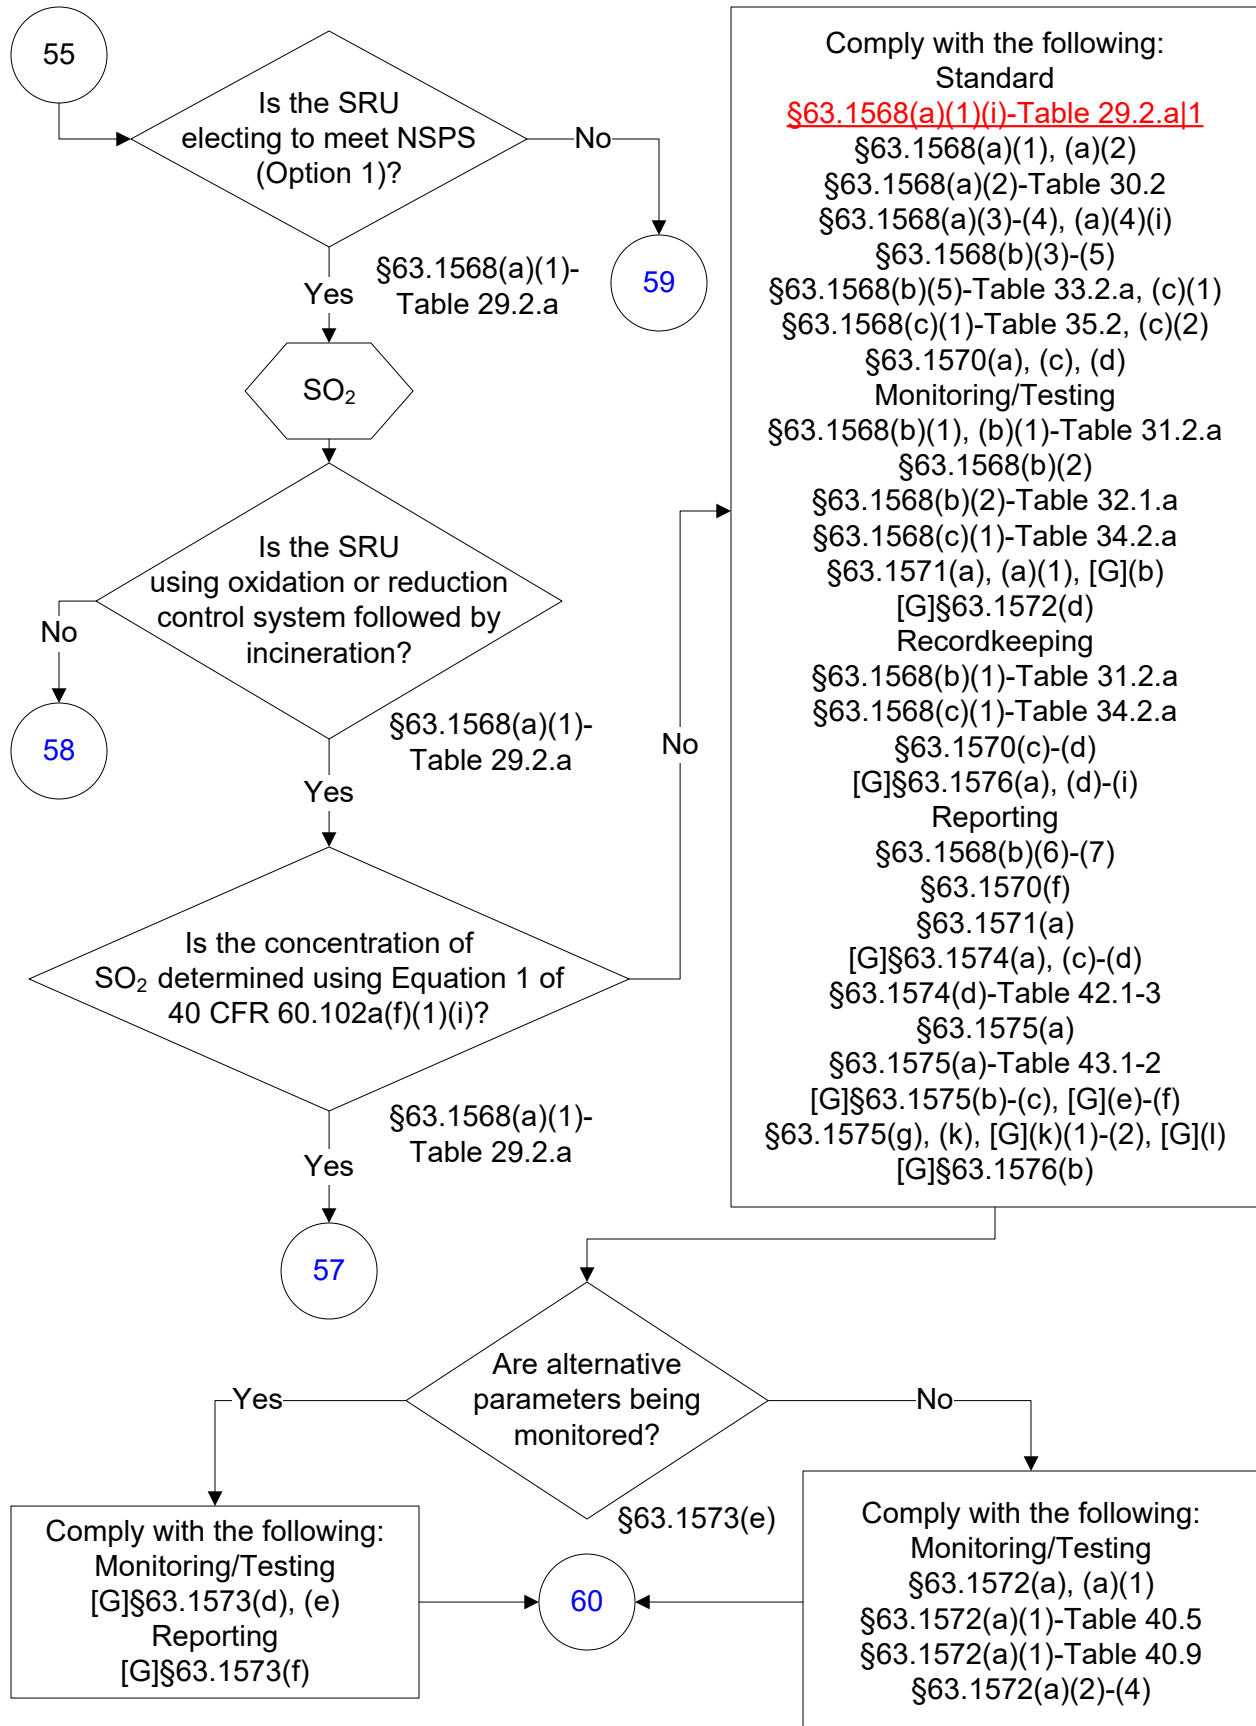 55
Is the SRU
electing to meet NSPS
(Option 1)?
No
59
§63.1568(a)(1)-
Table 29.2.a
Yes
SO₂
Is the SRU
using oxidation or reduction
control system followed by
incineration?
No
58
§63.1568(a)(1)-
Table 29.2.a
Yes
Is the concentration of
SO₂ determined using Equation 1 of
40 CFR 60.102a(f)(1)(i)?
No
§63.1568(a)(1)-
Table 29.2.a
Yes
57
Comply with the following:
Standard
§63.1568(a)(1)(i)-Table 29.2.a|1
§63.1568(a)(1), (a)(2)
§63.1568(a)(2)-Table 30.2
§63.1568(a)(3)-(4), (a)(4)(i)
§63.1568(b)(3)-(5)
§63.1568(b)(5)-Table 33.2.a, (c)(1)
§63.1568(c)(1)-Table 35.2, (c)(2)
§63.1570(a), (c), (d)
Monitoring/Testing
§63.1568(b)(1), (b)(1)-Table 31.2.a
§63.1568(b)(2)
§63.1568(b)(2)-Table 32.1.a
§63.1568(c)(1)-Table 34.2.a
§63.1571(a), (a)(1), [G](b)
[G]§63.1572(d)
Recordkeeping
§63.1568(b)(1)-Table 31.2.a
§63.1568(c)(1)-Table 34.2.a
§63.1570(c)-(d)
[G]§63.1576(a), (d)-(i)
Reporting
§63.1568(b)(6)-(7)
§63.1570(f)
§63.1571(a)
[G]§63.1574(a), (c)-(d)
§63.1574(d)-Table 42.1-3
§63.1575(a)
§63.1575(a)-Table 43.1-2
[G]§63.1575(b)-(c), [G](e)-(f)
§63.1575(g), (k), [G](k)(1)-(2), [G](l)
[G]§63.1576(b)
Are alternative
parameters being
monitored?
Yes
No
§63.1573(e)
Comply with the following:
Monitoring/Testing
[G]§63.1573(d), (e)
Reporting
[G]§63.1573(f)
60
Comply with the following:
Monitoring/Testing
§63.1572(a), (a)(1)
§63.1572(a)(1)-Table 40.5
§63.1572(a)(1)-Table 40.9
§63.1572(a)(2)-(4)